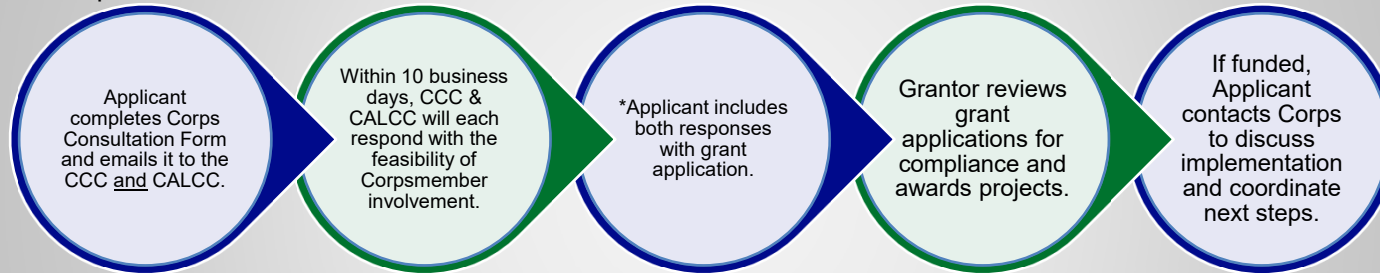 Applicant
completes Corps
Consultation Form
and emails it to the
CCC and CALCC.
Within 10 business
days, CCC &
CALCC will each
respond with the
feasibility of
Corpsmember
involvement.
*Applicant includes
both responses
with grant
application.
Grantor reviews
grant
applications for
compliance and
awards projects.
If funded,
Applicant
contacts Corps
to discuss
implementation
and coordinate
next steps.